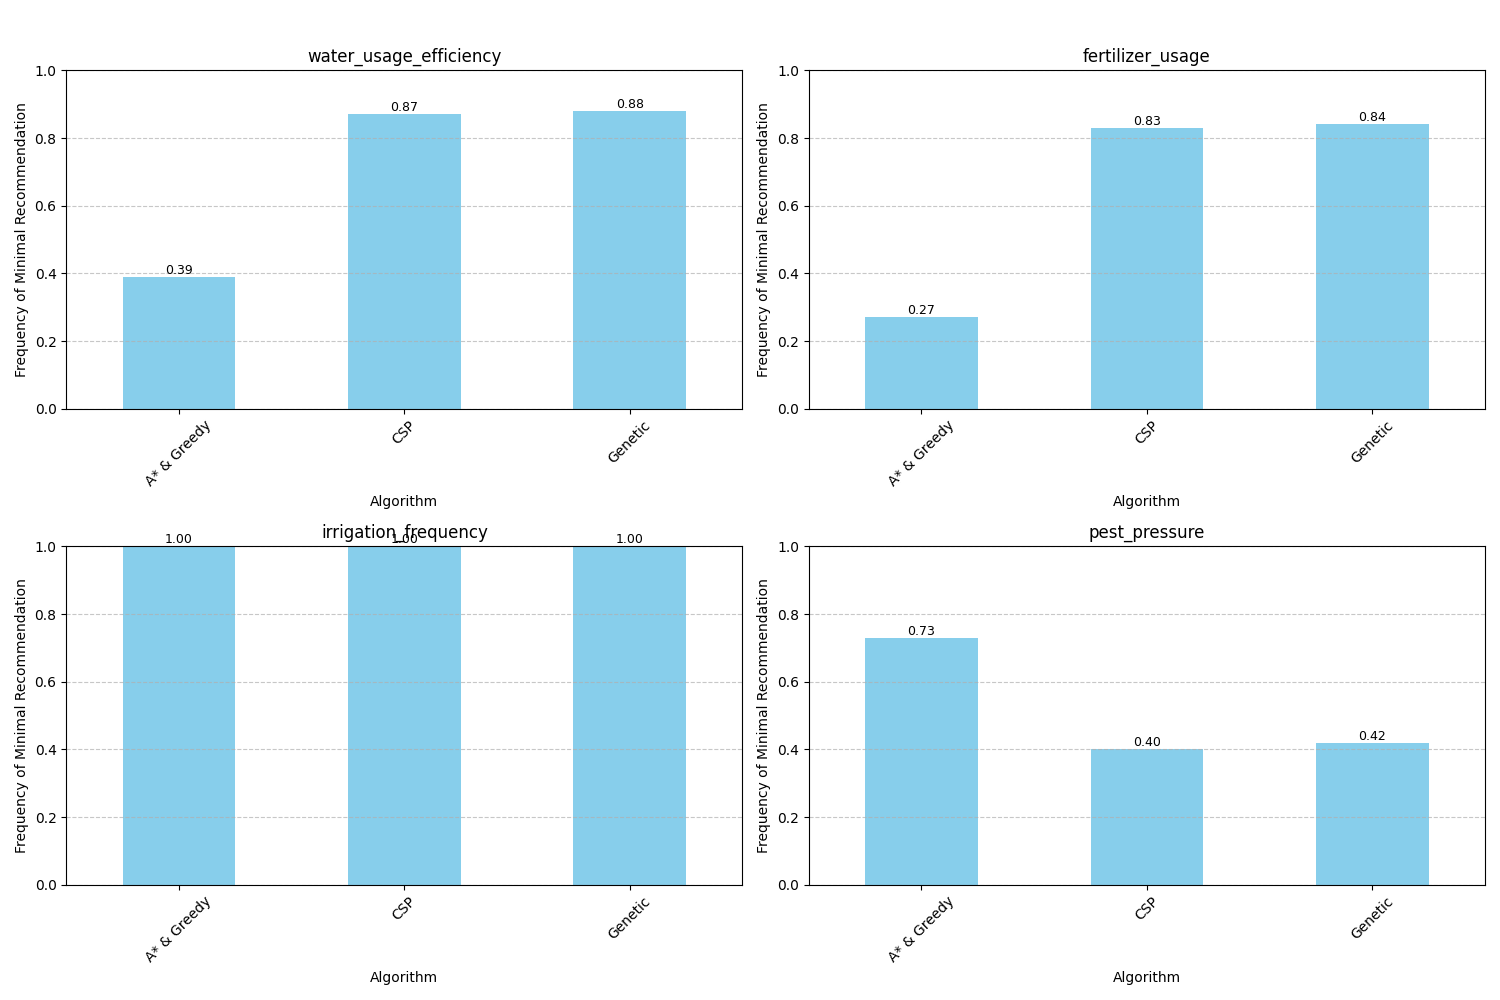 water_usage_efficiency
Frequency of Minimal Recommendation
1.0
0.8
0.6
0.4
0.2
0.0
0.39
0.87
0.88
A* & Greedy
CSP
Genetic
Algorithm
fertilizer_usage
Frequency of Minimal Recommendation
1.0
0.8
0.6
0.4
0.2
0.0
0.27
0.83
0.84
A* & Greedy
CSP
Genetic
Algorithm
irrigation_frequency
Frequency of Minimal Recommendation
1.0
0.8
0.6
0.4
0.2
0.0
1.00
1.00
1.00
A* & Greedy
CSP
Genetic
Algorithm
pest_pressure
Frequency of Minimal Recommendation
1.0
0.8
0.6
0.4
0.2
0.0
0.73
0.40
0.42
A* & Greedy
CSP
Genetic
Algorithm